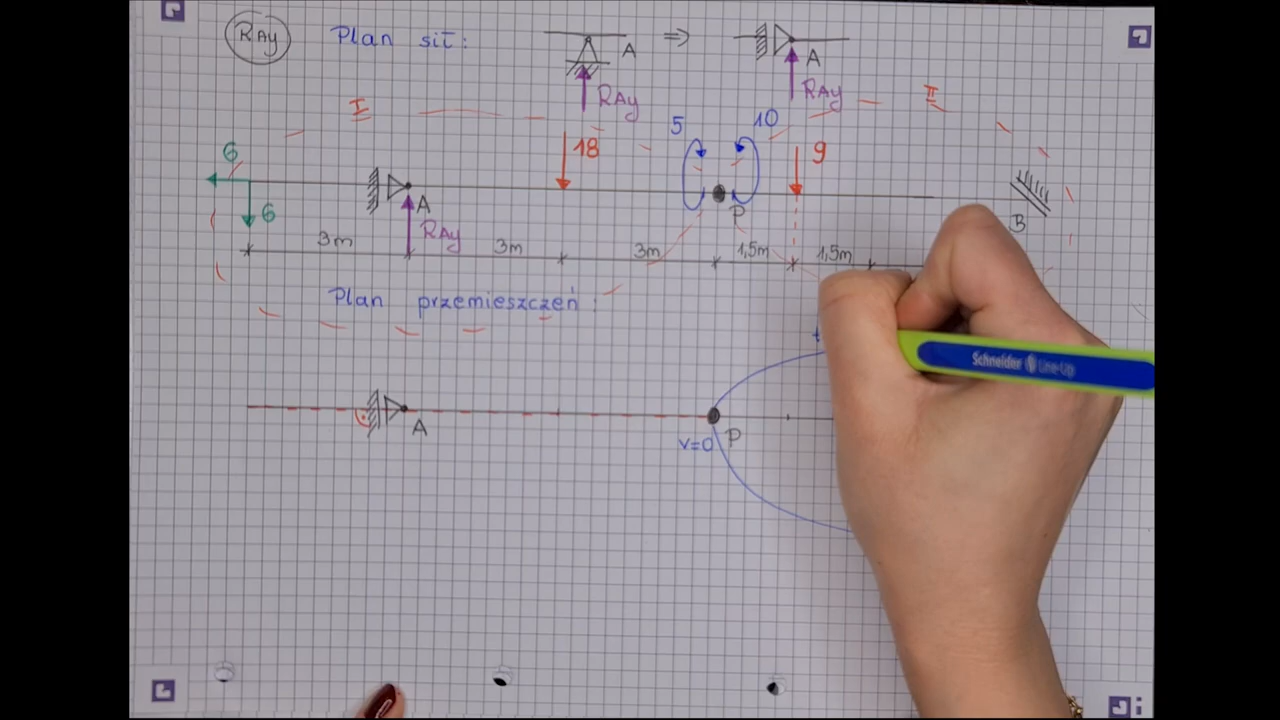 RAy Plan sił:
A ⇒ A
RAy RAy
I II
6 18 5 10 9
6 A P B
RAy
3m 3m 3m 1,5m 1,5m
Plan przemieszczeń:
A v=0 P
Schneider Line-Up